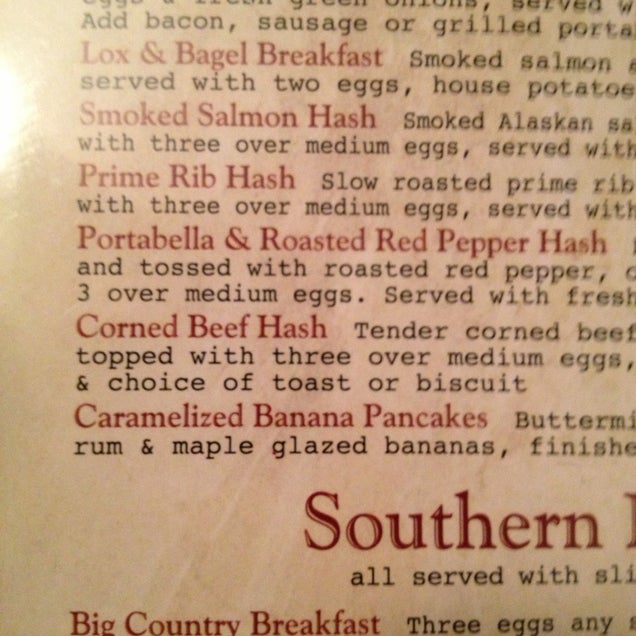 eggs & fresh green onions, served w
Add bacon, sausage or grilled porta
Lox & Bagel Breakfast Smoked salmon
served with two eggs, house potatoe
Smoked Salmon Hash Smoked Alaskan sa
with three over medium eggs, served with
Prime Rib Hash Slow roasted prime rib
with three over medium eggs, served with
Portabella & Roasted Red Pepper Hash
and tossed with roasted red pepper,
3 over medium eggs. Served with fresh
Corned Beef Hash Tender corned beef
topped with three over medium eggs,
& choice of toast or biscuit
Caramelized Banana Pancakes Buttermi
rum & maple glazed bananas, finishe
Southern
all served with sli
Big Country Breakfast Three eggs any s